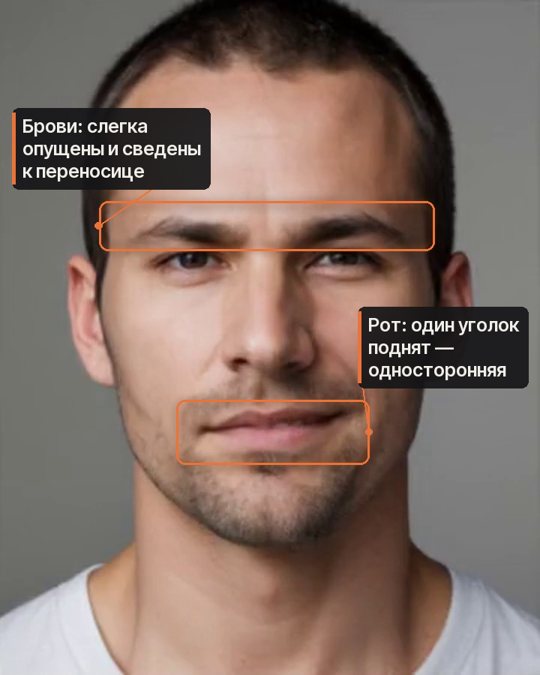 Брови: слегка
опущены и сведены
к переносице
Рот: один уголок
поднят —
односторонняя